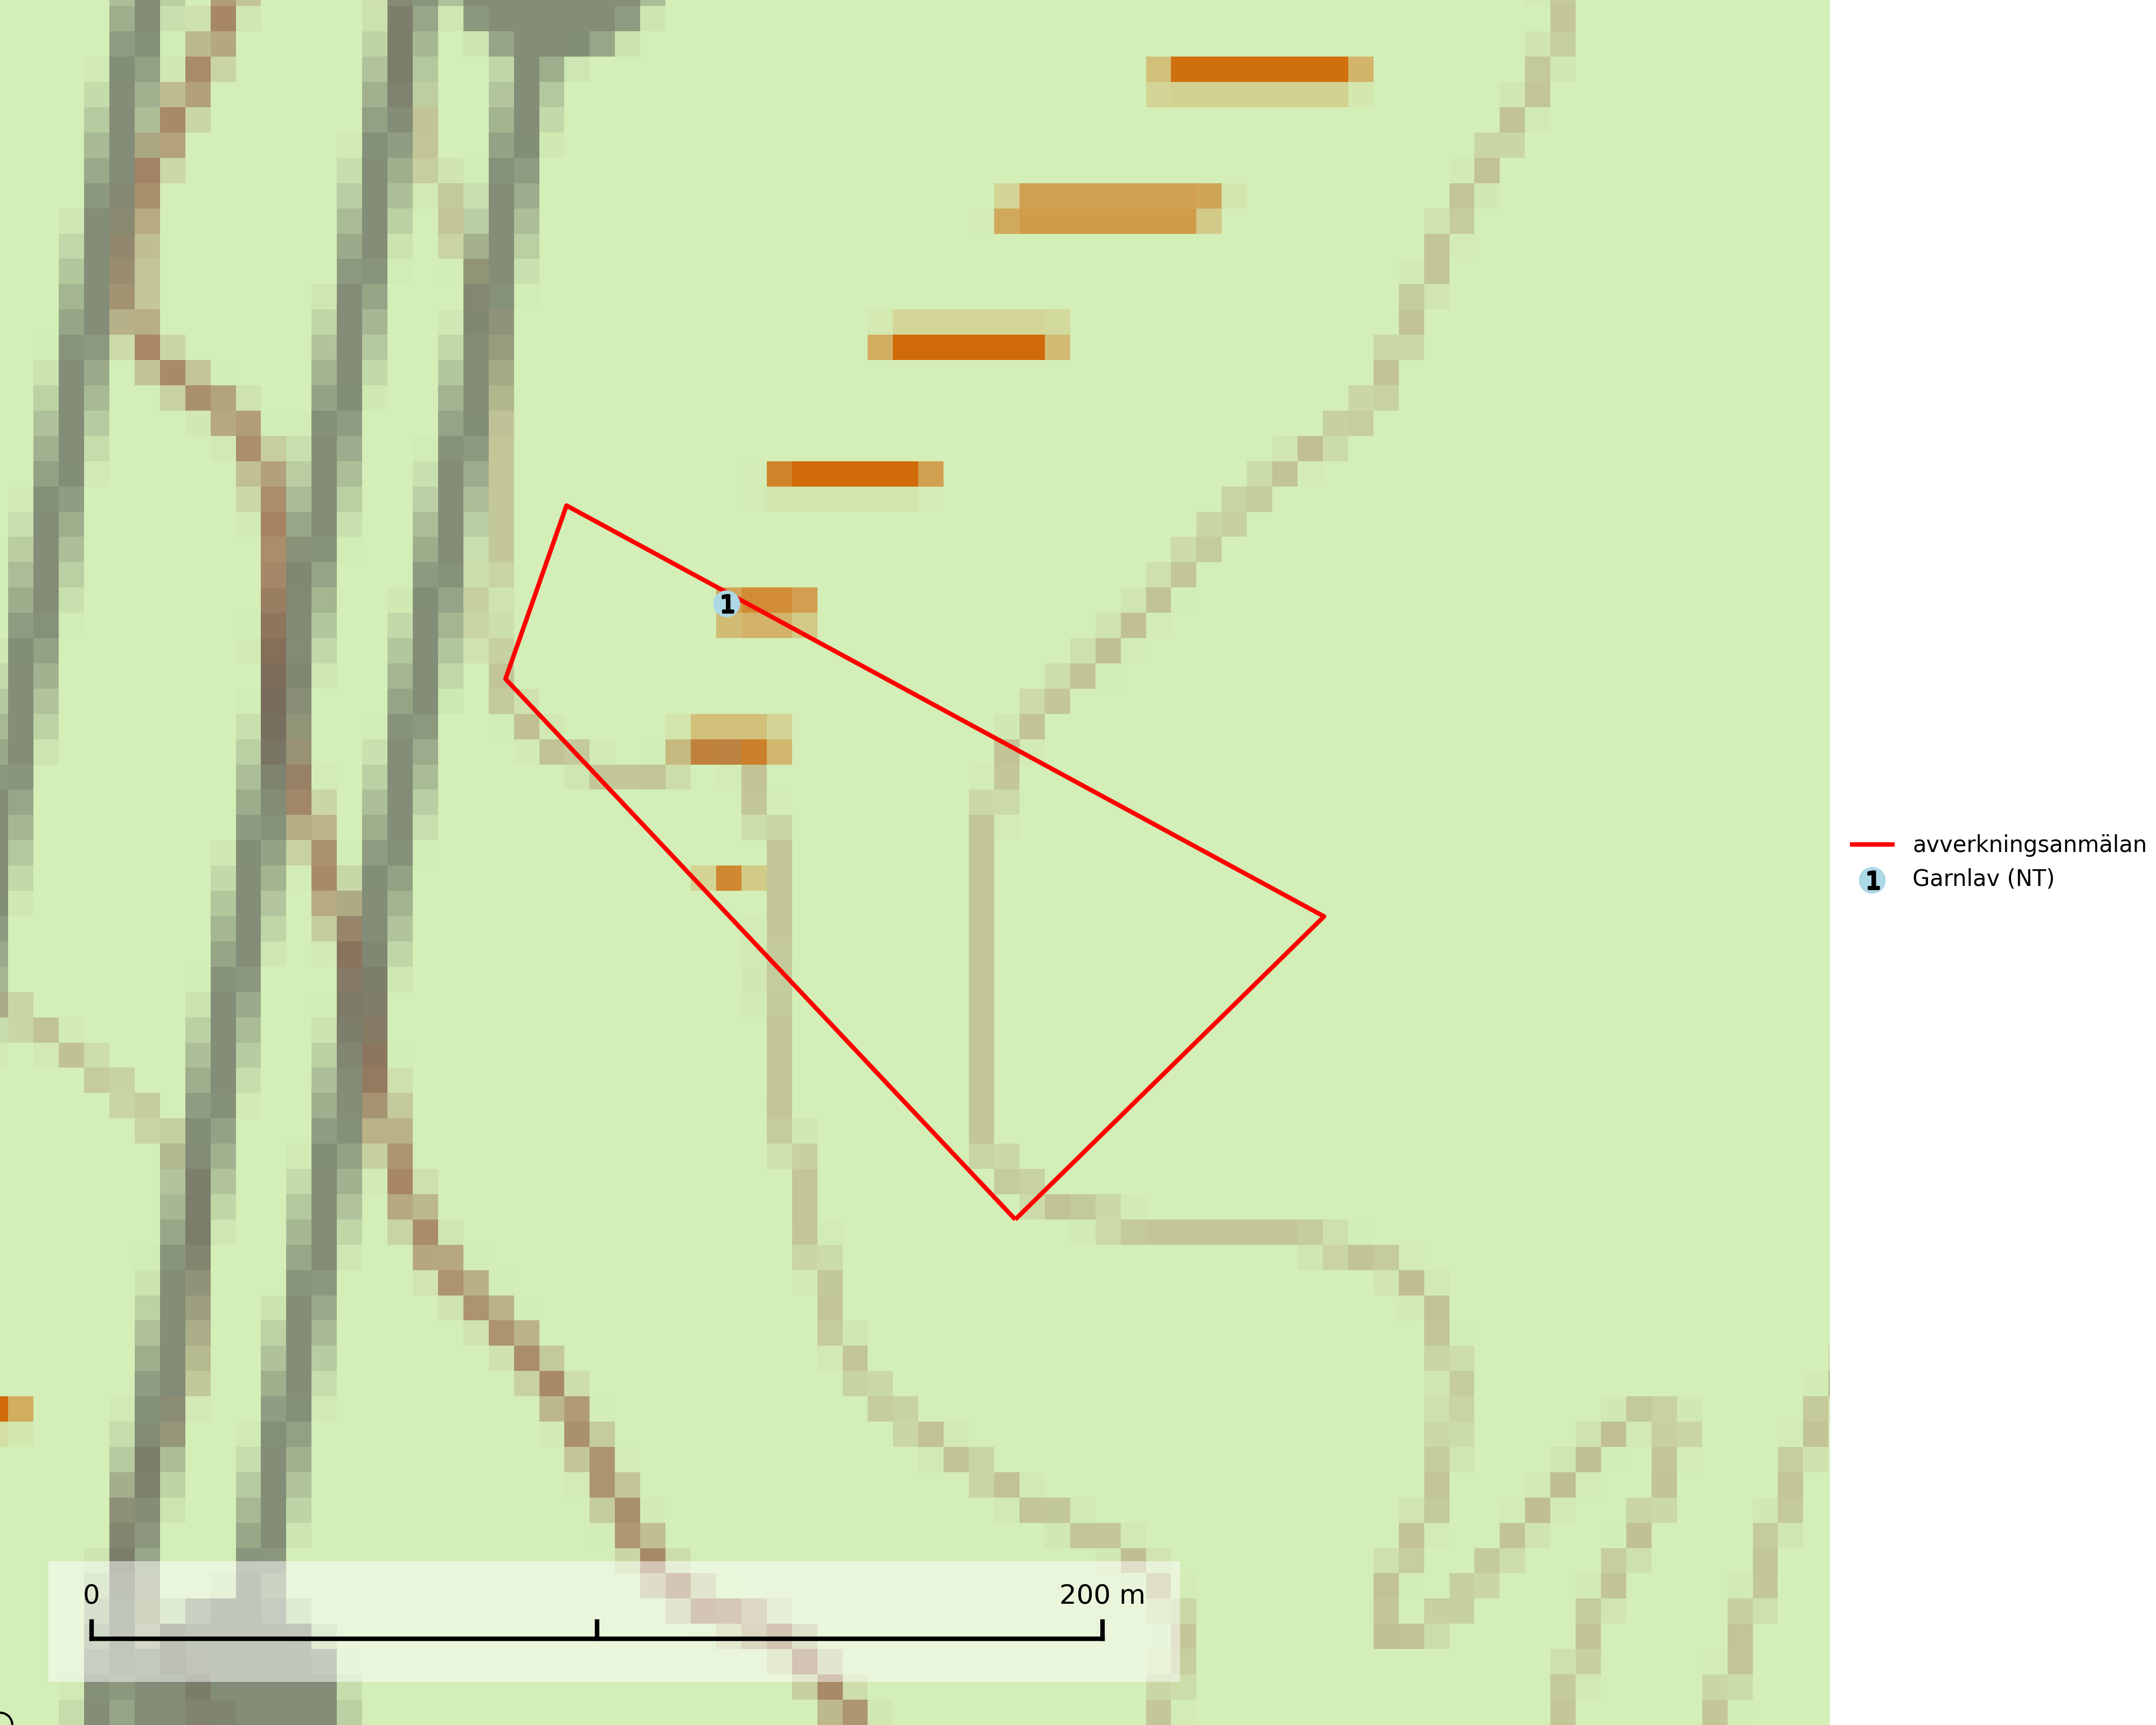 1
avverkningsanmälan
1 Garnlav (NT)
0 200 m